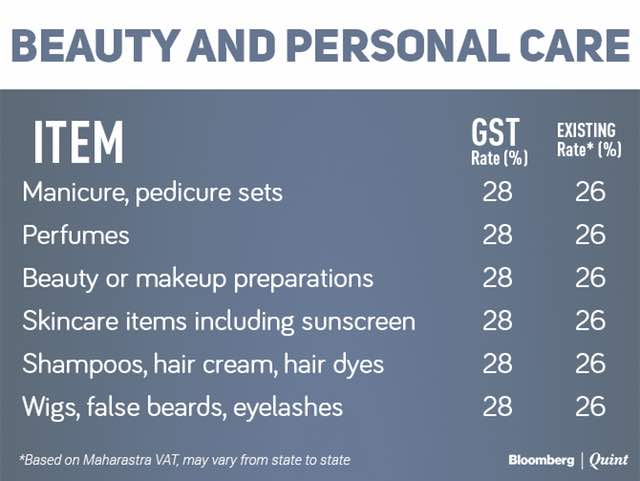 BEAUTY AND PERSONAL CARE
ITEM GST Rate (%) EXISTING Rate* (%)
Manicure, pedicure sets 28 26
Perfumes 28 26
Beauty or makeup preparations 28 26
Skincare items including sunscreen 28 26
Shampoos, hair cream, hair dyes 28 26
Wigs, false beards, eyelashes 28 26
*Based on Maharastra VAT, may vary from state to state
Bloomberg | Quint